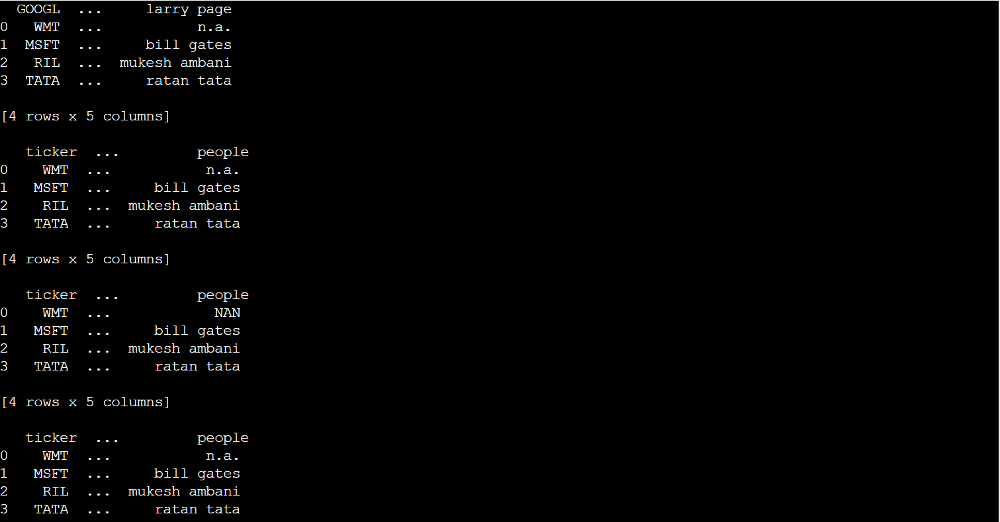 GOOGL  ...     larry page
0   WMT  ...           n.a.
1  MSFT  ...     bill gates
2   RIL  ...  mukesh ambani
3  TATA  ...     ratan tata
[4 rows x 5 columns]
   ticker  ...         people
0    WMT  ...           n.a.
1   MSFT  ...     bill gates
2    RIL  ...  mukesh ambani
3   TATA  ...     ratan tata
[4 rows x 5 columns]
   ticker  ...         people
0    WMT  ...            NAN
1   MSFT  ...     bill gates
2    RIL  ...  mukesh ambani
3   TATA  ...     ratan tata
[4 rows x 5 columns]
   ticker  ...         people
0    WMT  ...           n.a.
1   MSFT  ...     bill gates
2    RIL  ...  mukesh ambani
3   TATA  ...     ratan tata